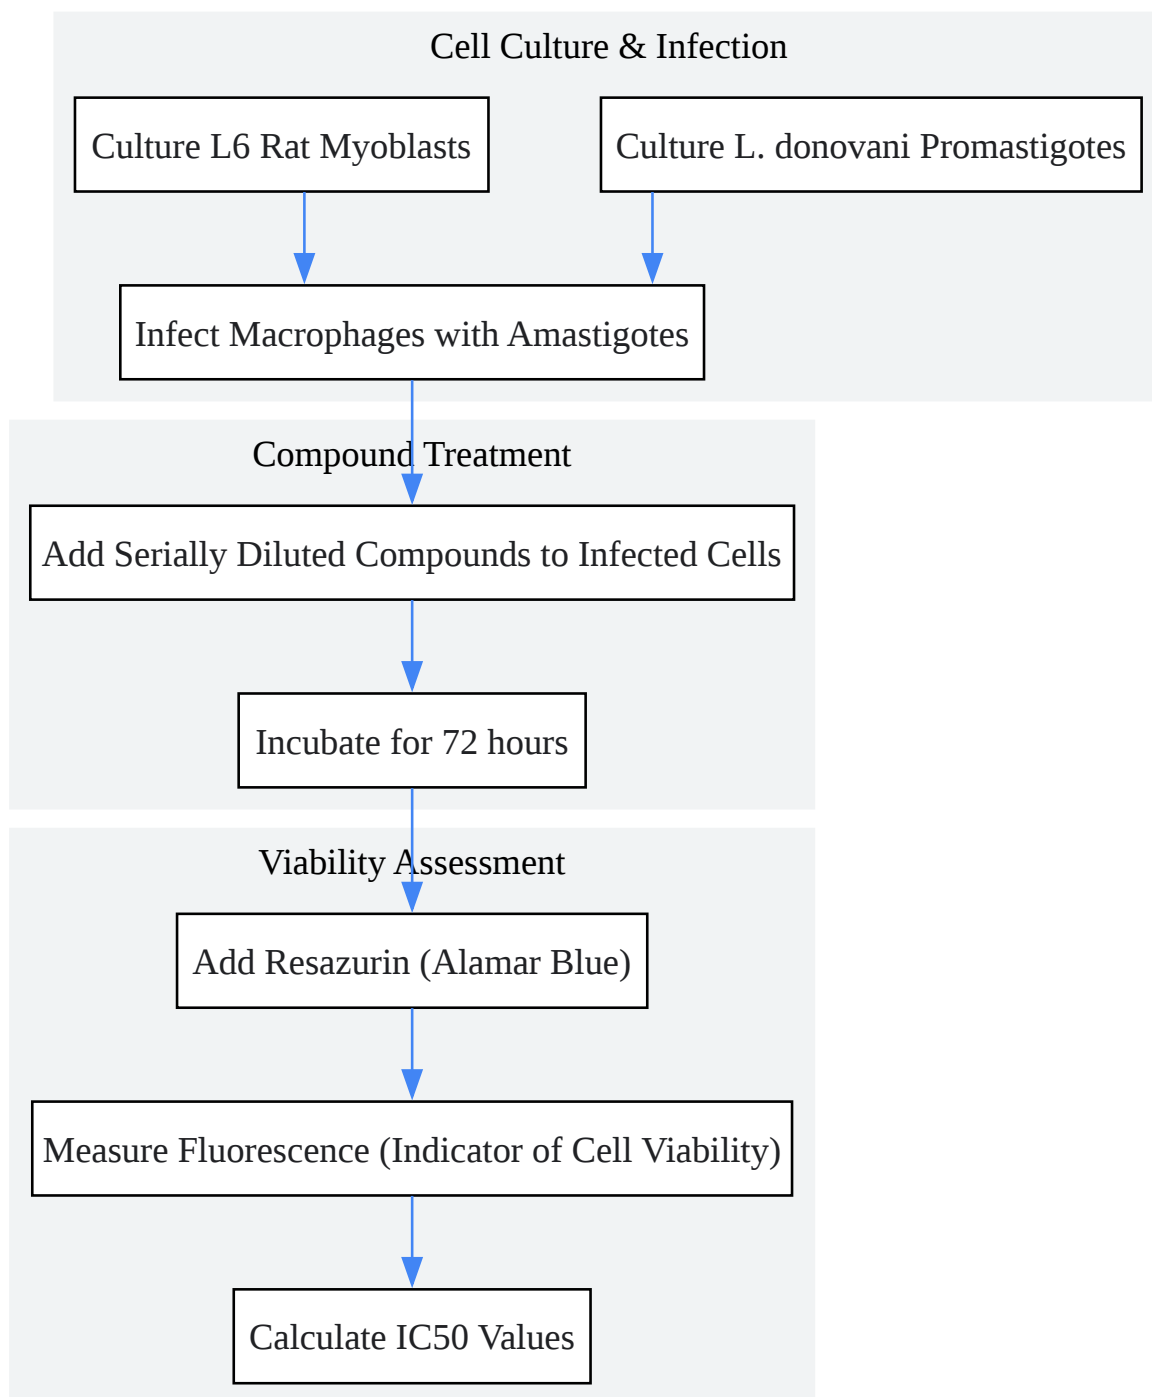 Cell Culture & Infection
Culture L6 Rat Myoblasts
Culture L. donovani Promastigotes
Infect Macrophages with Amastigotes
Compound Treatment
Add Serially Diluted Compounds to Infected Cells
Incubate for 72 hours
Viability Assessment
Add Resazurin (Alamar Blue)
Measure Fluorescence (Indicator of Cell Viability)
Calculate IC50 Values